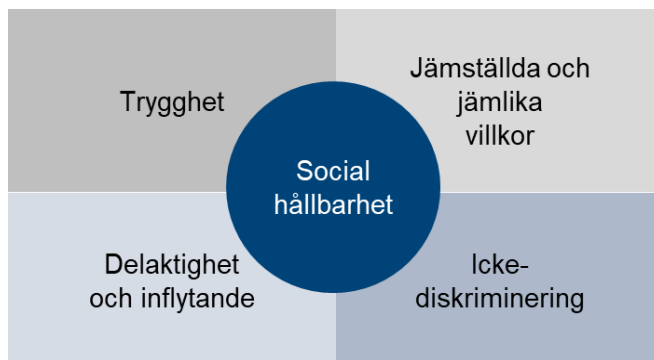 Trygghet
Jämställda och
jämlika
villkor
Social
hållbarhet
Delaktighet
och inflytande
Icke-
diskriminering